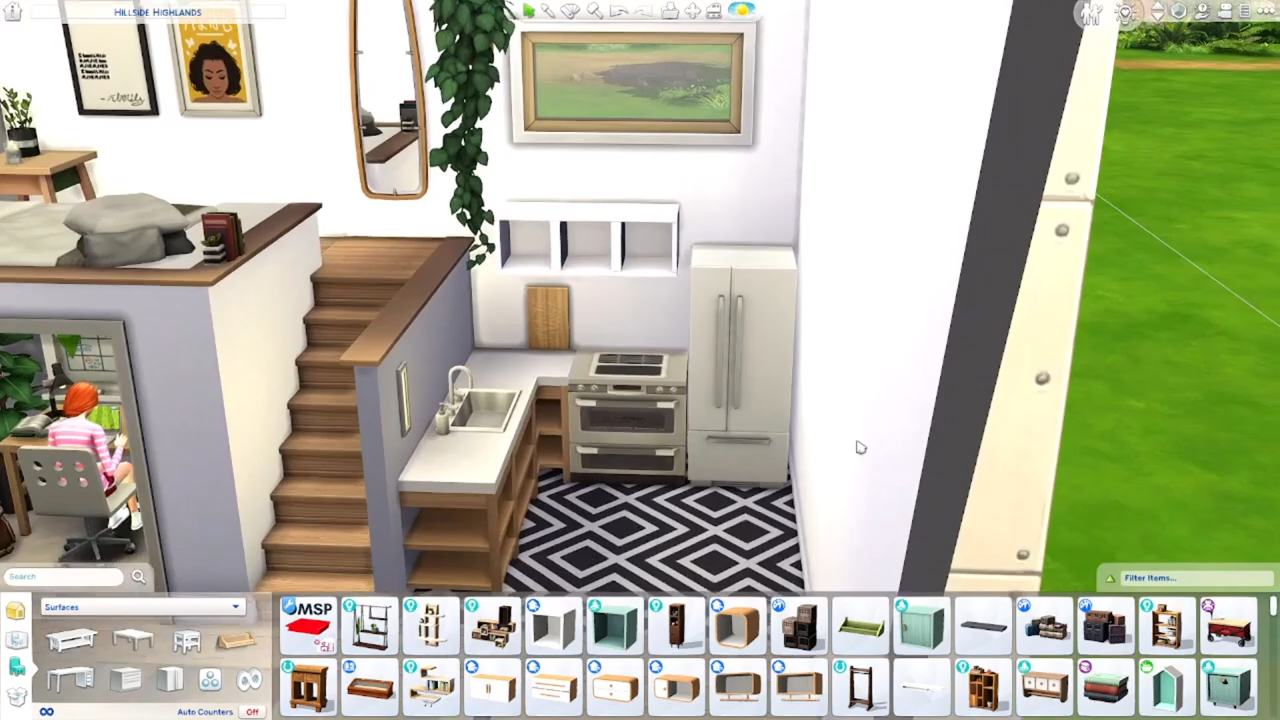 HILLSIDE HIGHLANDS
Search
Filter Items...
Surfaces
MSP
Auto Counters
Off